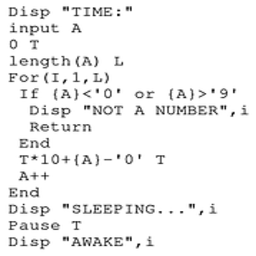 Disp "TIME:"
input A
0 T
length(A) L
For(I,1,L)
If {A}<'0' or {A}>'9'
Disp "NOT A NUMBER",i
Return
End
T*10+{A}-'0' T
A++
End
Disp "SLEEPING...",i
Pause T
Disp "AWAKE",i